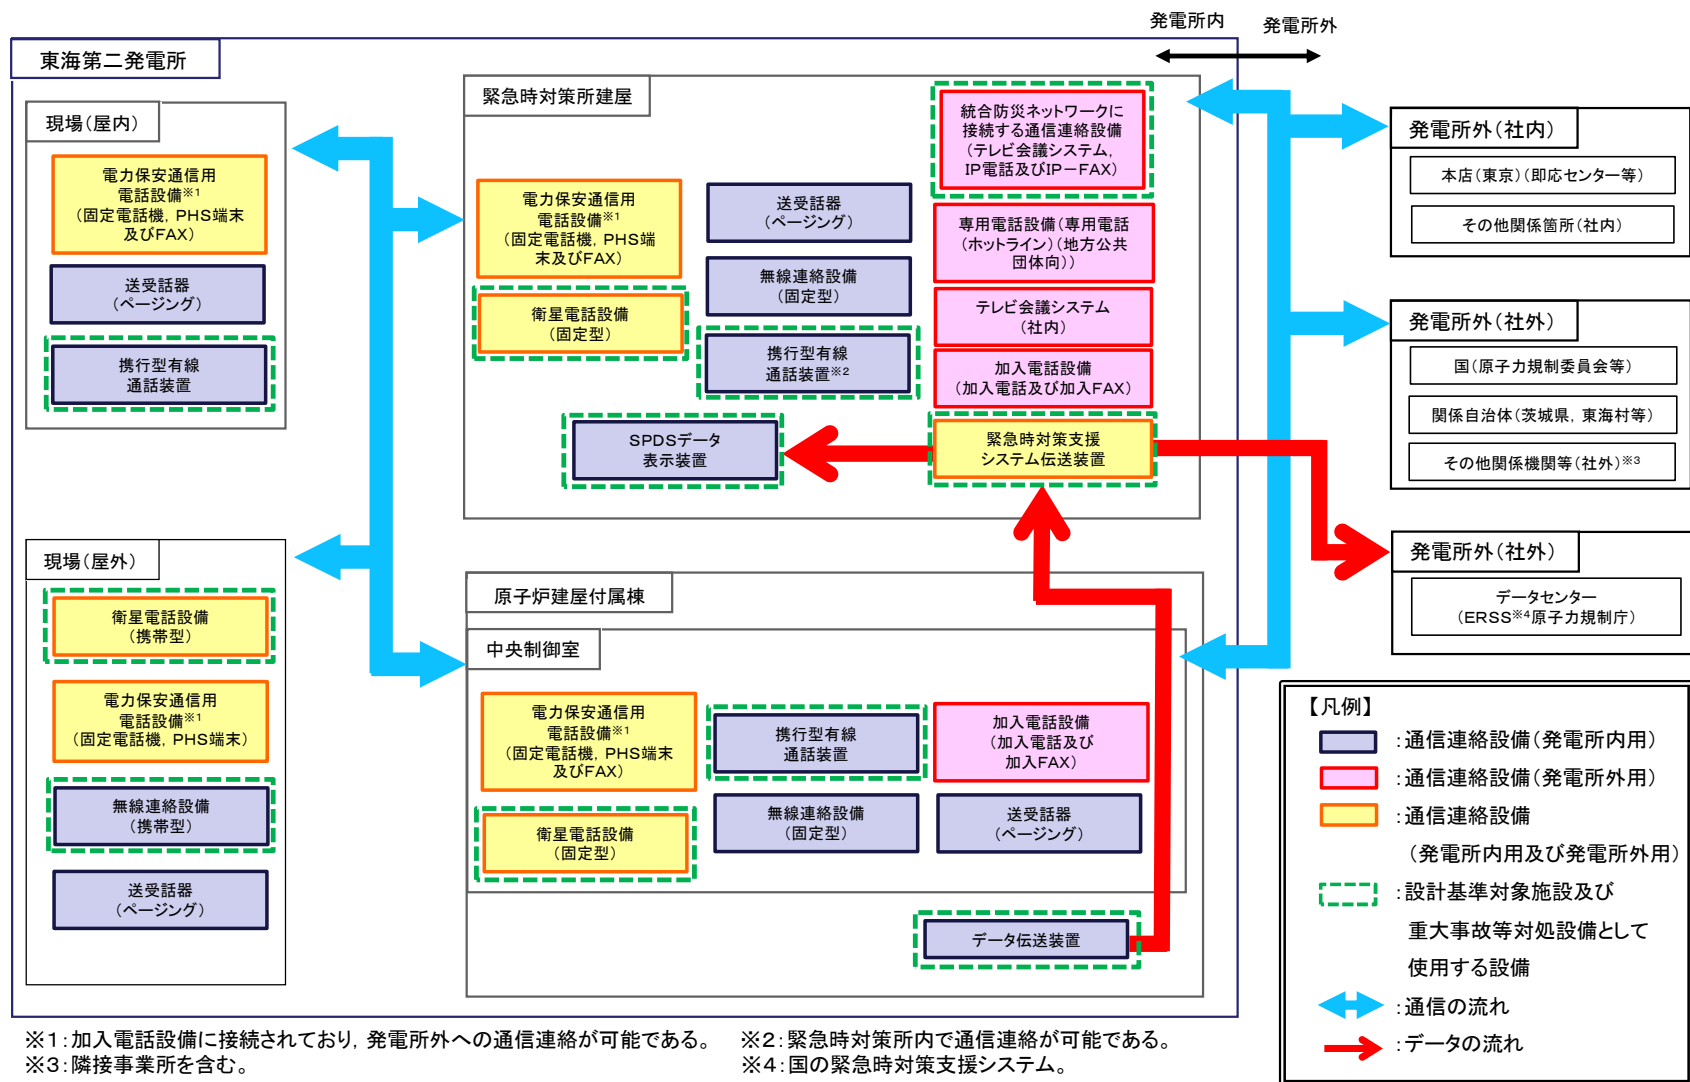 発電所内
発電所外
東海第二発電所
現場(屋内)
電力保安通信用
電話設備※1
(固定電話機, PHS端末
及びFAX)
送受話器
(ページング)
携行型有線
通話装置
緊急時対策所建屋
電力保安通信用
電話設備※1
(固定電話機, PHS端
末及びFAX)
衛星電話設備
(固定型)
送受話器
(ページング)
無線連絡設備
(固定型)
携行型有線
通話装置※2
統合防災ネットワークに
接続する通信連絡設備
(テレビ会議システム,
IP電話及びIP-FAX)
専用電話設備(専用電話
(ホットライン)(地方公共
団体向))
テレビ会議システム
(社内)
加入電話設備
(加入電話及び加入FAX)
SPDSデータ
表示装置
緊急時対策支援
システム伝送装置
発電所外(社内)
本店(東京)(即応センター等)
その他関係箇所(社内)
発電所外(社外)
国(原子力規制委員会等)
関係自治体(茨城県, 東海村等)
その他関係機関等(社外)※3
発電所外(社外)
データセンター
(ERSS※4原子力規制庁)
現場(屋外)
衛星電話設備
(携帯型)
電力保安通信用
電話設備※1
(固定電話機, PHS端末)
無線連絡設備
(携帯型)
送受話器
(ページング)
原子炉建屋付属棟
中央制御室
電力保安通信用
電話設備※1
(固定電話機, PHS端末
及びFAX)
衛星電話設備
(固定型)
携行型有線
通話装置
無線連絡設備
(固定型)
加入電話設備
(加入電話及び
加入FAX)
送受話器
(ページング)
データ伝送装置
【凡例】
:通信連絡設備(発電所内用)
:通信連絡設備(発電所外用)
:通信連絡設備
(発電所内用及び発電所外用)
:設計基準対象施設及び
重大事故等対処設備として
使用する設備
:通信の流れ
:データの流れ
※1:加入電話設備に接続されており, 発電所外への通信連絡が可能である。
※2:緊急時対策所内で通信連絡が可能である。
※3:隣接事業所を含む。
※4:国の緊急時対策支援システム。